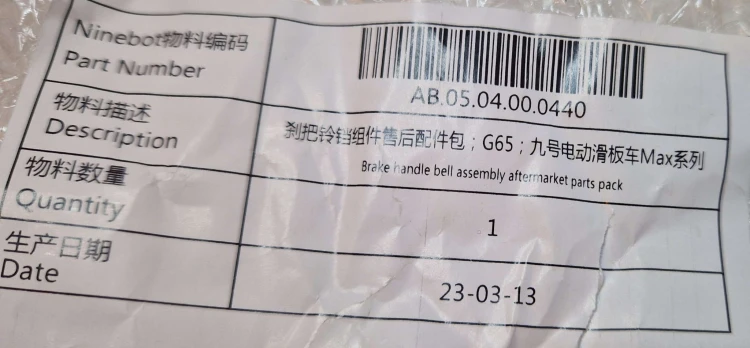 Ninebot物料编码
Part Number
AB.05.04.00.0440
物料描述
Description
刹把铃铛组件售后配件包；G65；九号电动滑板车Max系列
Brake handle bell assembly aftermarket parts pack
物料数量
Quantity
1
生产日期
Date
23-03-13